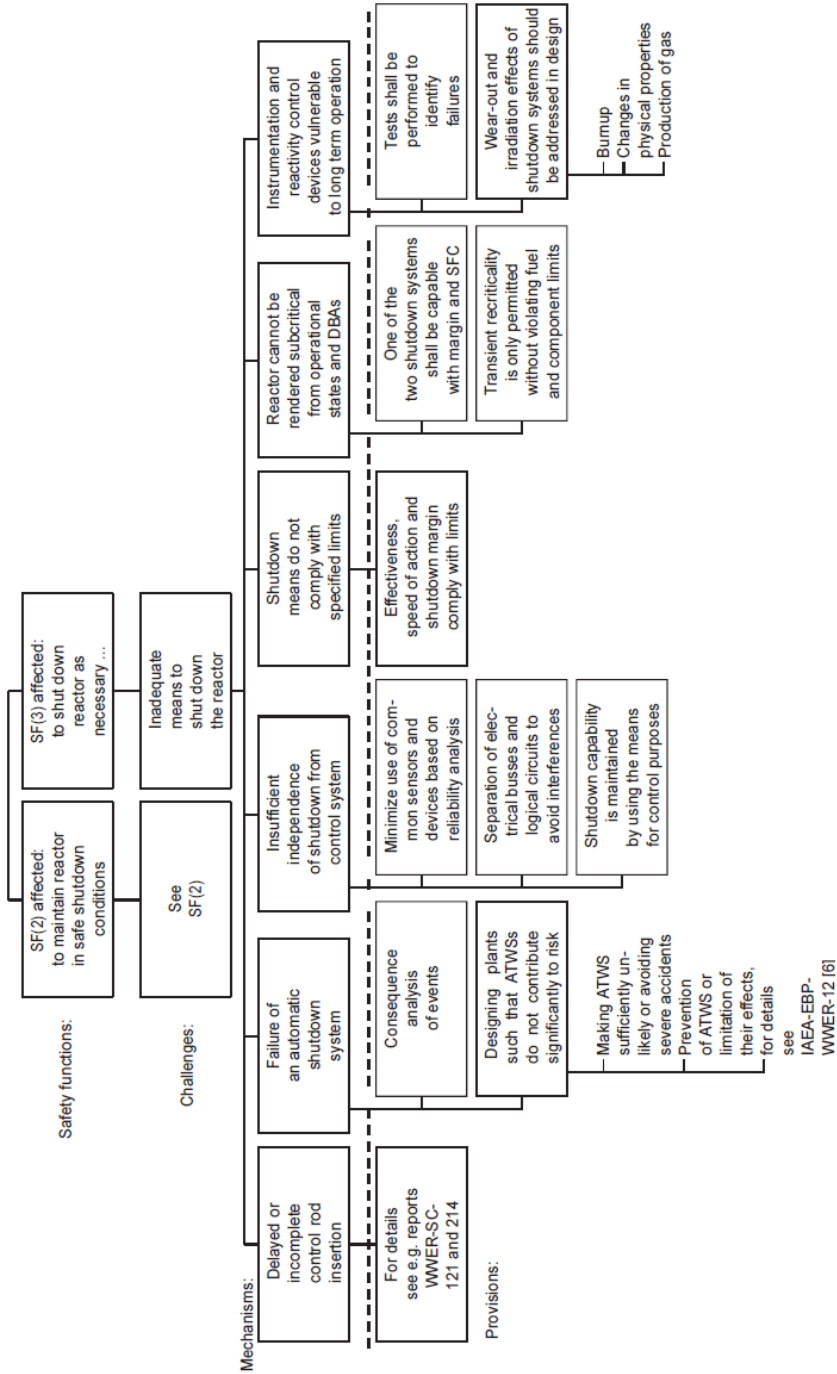 Safety functions:
SF(2) affected:
to maintain reactor
in safe shutdown
conditions
SF(3) affected:
to shut down
reactor as
necessary ...
Challenges:
See
SF(2)
Inadequate
means to
shut down
the reactor
Mechanisms:
Delayed or
incomplete
control rod
insertion
Failure of
an automatic
shutdown
system
Insufficient
independence
of shutdown from
control system
Shutdown
means do not
comply with
specified limits
Reactor cannot be
rendered subcritical
from operational
states and DBAs
Instrumentation and
reactivity control
devices vulnerable
to long term operation
Provisions:
For details
see e.g. reports
WWER-SC-
121 and 214
Consequence
analysis
of events
Designing plants
such that ATWSs
do not contribute
significantly to risk
Making ATWS
sufficiently un-
likely or avoiding
severe accidents
Prevention
of ATWS or
limitation of
their effects,
for details
see
IAEA-EBP-
WWER-12 [6]
Minimize use of com-
mon sensors and
devices based on
reliability analysis
Separation of elec-
trical busses and
logical circuits to
avoid interferences
Shutdown capability
is maintained
by using the means
for control purposes
Effectiveness,
speed of action and
shutdown margin
comply with limits
One of the
two shutdown systems
shall be capable
with margin and SFC
Transient recriticality
is only permitted
without violating fuel
and component limits
Tests shall be
performed to
identify
failures
Wear-out and
irradiation effects of
shutdown systems should
be addressed in design
Burnup
Changes in
physical properties
Production of gas